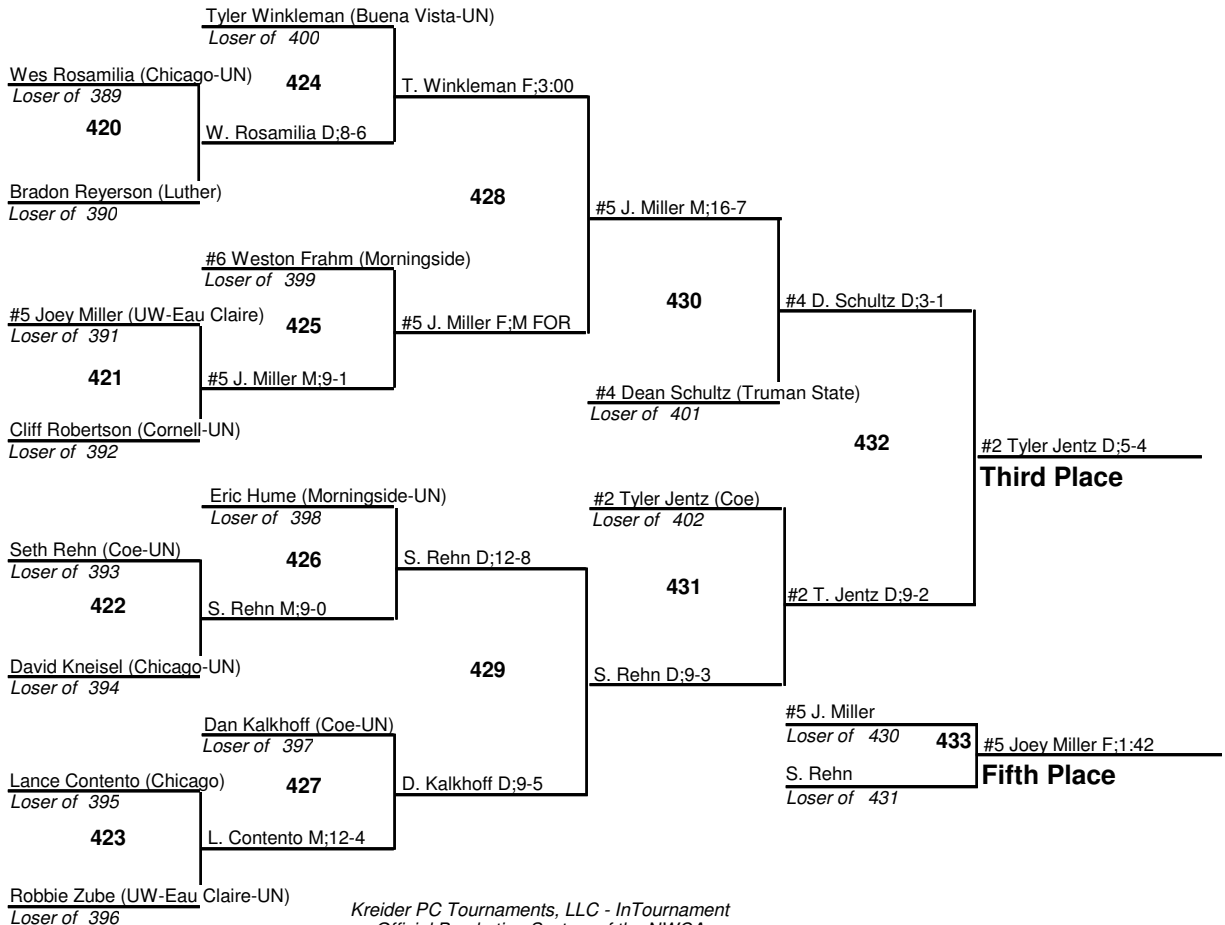 Tyler Winkleman (Buena Vista-UN)
Loser of 400
Wes Rosamilia (Chicago-UN)
Loser of 389
424
T. Winkleman F;3:00
420
W. Rosamilia D;8-6
Bradon Reyerson (Luther)
Loser of 390
428
#5 J. Miller M;16-7
#6 Weston Frahm (Morningside)
Loser of 399
#5 Joey Miller (UW-Eau Claire)
Loser of 391
425
#5 J. Miller F;M FOR
430
#4 D. Schultz D;3-1
421
#5 J. Miller M;9-1
#4 Dean Schultz (Truman State)
Loser of 401
Cliff Robertson (Cornell-UN)
Loser of 392
432
#2 Tyler Jentz D;5-4
Third Place
Eric Hume (Morningside-UN)
Loser of 398
#2 Tyler Jentz (Coe)
Loser of 402
Seth Rehn (Coe-UN)
Loser of 393
426
S. Rehn D;12-8
431
#2 T. Jentz D;9-2
422
S. Rehn M;9-0
David Kneisel (Chicago-UN)
Loser of 394
429
S. Rehn D;9-3
Dan Kalkhoff (Coe-UN)
Loser of 397
#5 J. Miller
Loser of 430
433
#5 Joey Miller F;1:42
Fifth Place
S. Rehn
Loser of 431
Lance Contento (Chicago)
Loser of 395
427
D. Kalkhoff D;9-5
423
L. Contento M;12-4
Robbie Zube (UW-Eau Claire-UN)
Loser of 396
Kreider PC Tournaments, LLC - InTournament